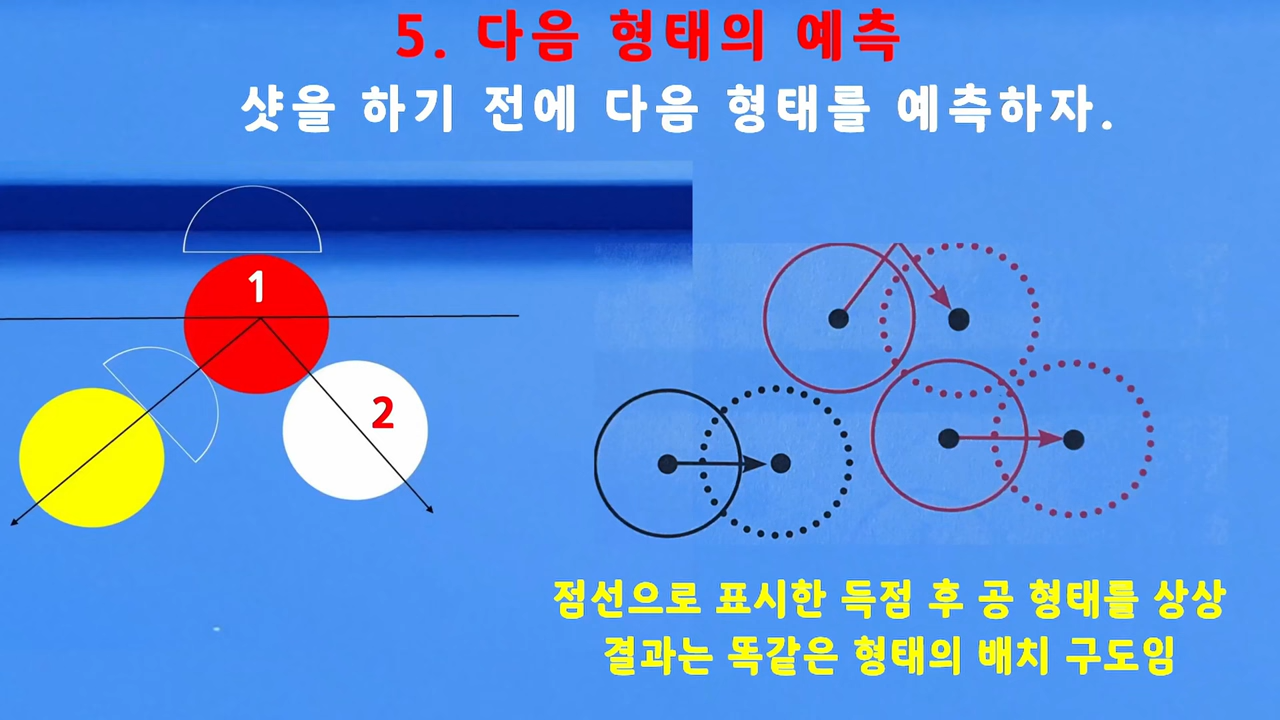 5. 다음 형태의 예측
샷을 하기 전에 다음 형태를 예측하자.
1
2
점선으로 표시한 득점 후 공 형태를 상상
결과는 똑같은 형태의 배치 구도임